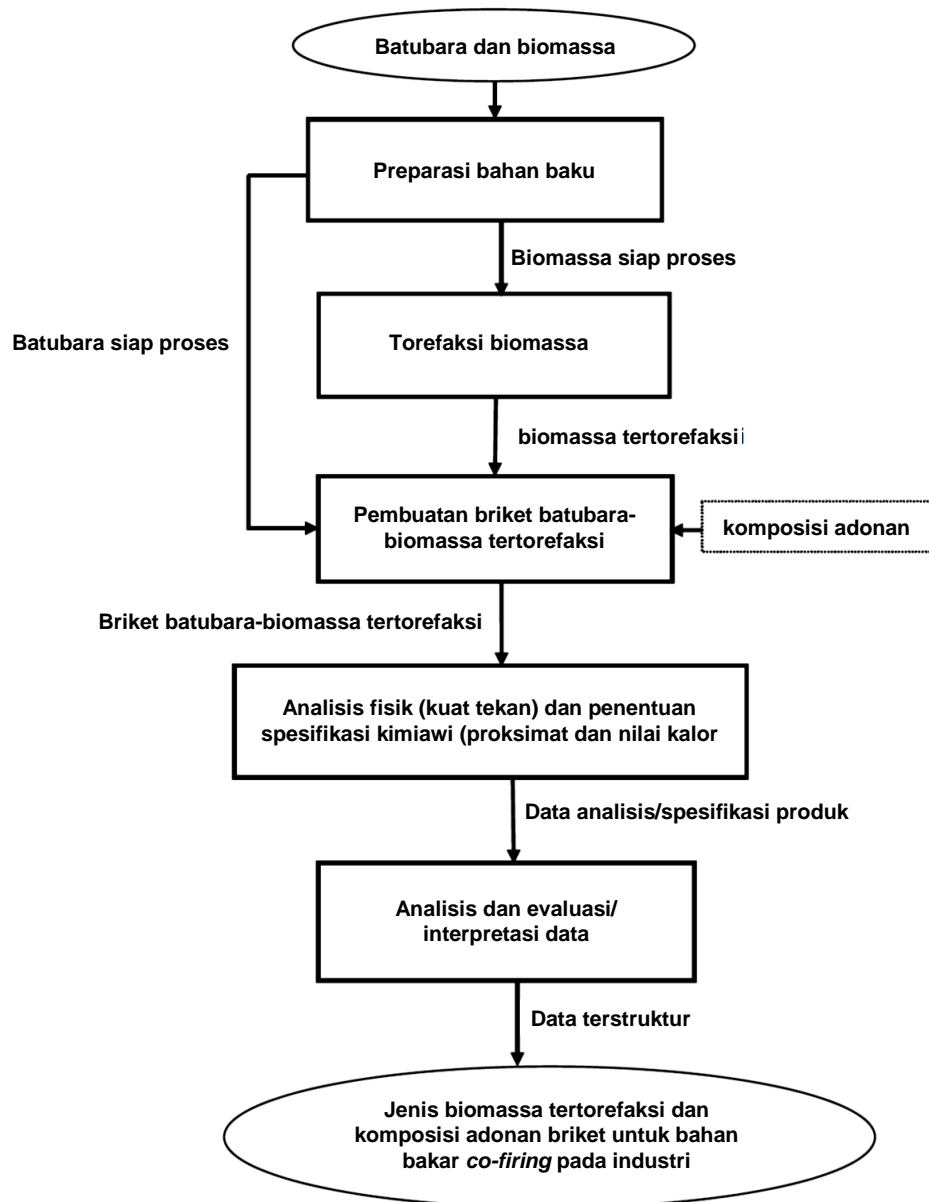 Batubara dan biomassa
Preparasi bahan baku
Biomassa siap proses
Batubara siap proses
Torefaksi biomassa
biomassa tertorefaksi
Pembuatan briket batubara-
biomassa tertorefaksi
komposisi adonan
Briket batubara-biomassa tertorefaksi
Analisis fisik (kuat tekan) dan penentuan
spesifikasi kimiawi (proksimat dan nilai kalor
Data analisis/spesifikasi produk
Analisis dan evaluasi/
interpretasi data
Data terstruktur
Jenis biomassa tertorefaksi dan
komposisi adonan briket untuk bahan
bakar co-firing pada industri